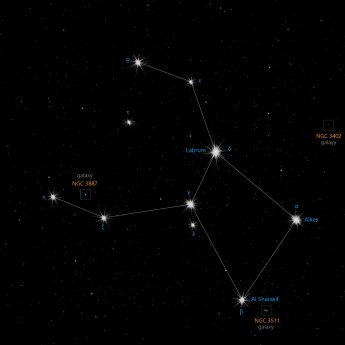 θ
ε
NGC 3402
galaxy
Labrum δ
galaxy
NGC 3887
η
γ
α
ζ
Alkes
λ
Al Sharasif
β
NGC 3511
galaxy